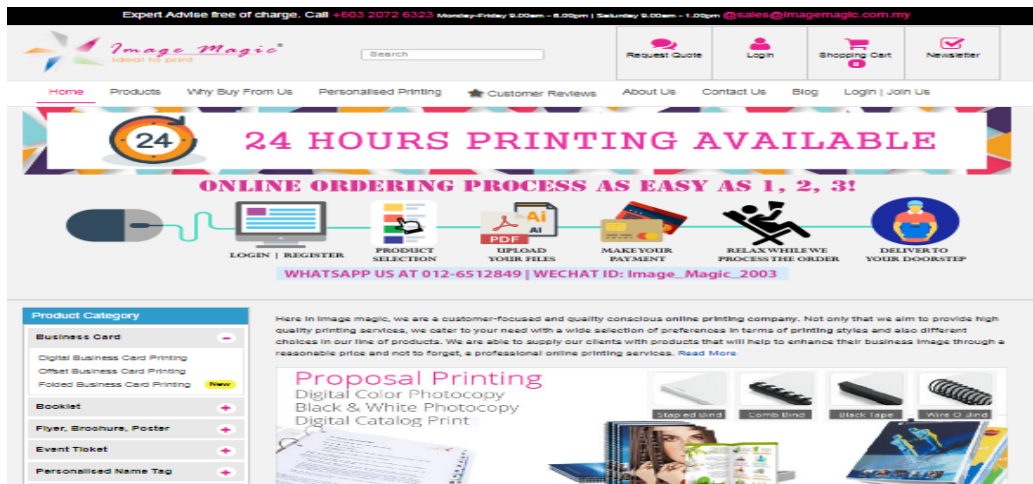 Expert Advise free of charge. Call +603 2072 6323 Monday-Friday 9.00am - 6.00pm | Saturday 9.00am - 1.00pm @sales@imagemagic.com.my
Image Magic®
ideal to print
Search
Request Quote
Login
Shopping Cart
0
Newsletter
Home Products Why Buy From Us Personalised Printing Customer Reviews About Us Contact Us Blog Login | Join Us
24
24 HOURS PRINTING AVAILABLE
ONLINE ORDERING PROCESS AS EASY AS 1, 2, 3!
Ai
Ai
PDF
LOGIN | REGISTER
PRODUCT
SELECTION
UPLOAD
YOUR FILES
MAKE YOUR
PAYMENT
RELAX WHILE WE
PROCESS THE ORDER
DELIVER TO
YOUR DOORSTEP
WHATSAPP US AT 012-6512849 | WECHAT ID: Image_Magic_2003
Product Category
Business Card
Digital Business Card Printing
Offset Business Card Printing
Folded Business Card Printing New
Booklet
Flyer, Brochure, Poster
Event Ticket
Personalised Name Tag
Here in image magic, we are a customer-focused and quality conscious online printing company. Not only that we aim to provide high
quality printing services, we cater to your need with a wide selection of preferences in terms of printing styles and also different
choices in our line of products. We are able to supply our clients with products that will help to enhance their business image through a
reasonable price and not to forget, a professional online printing services. Read More
Proposal Printing
Digital Color Photocopy
Black & White Photocopy
Digital Catalog Print
Stapled Bind
Comb Bind
Black Tape
Wire O Bind